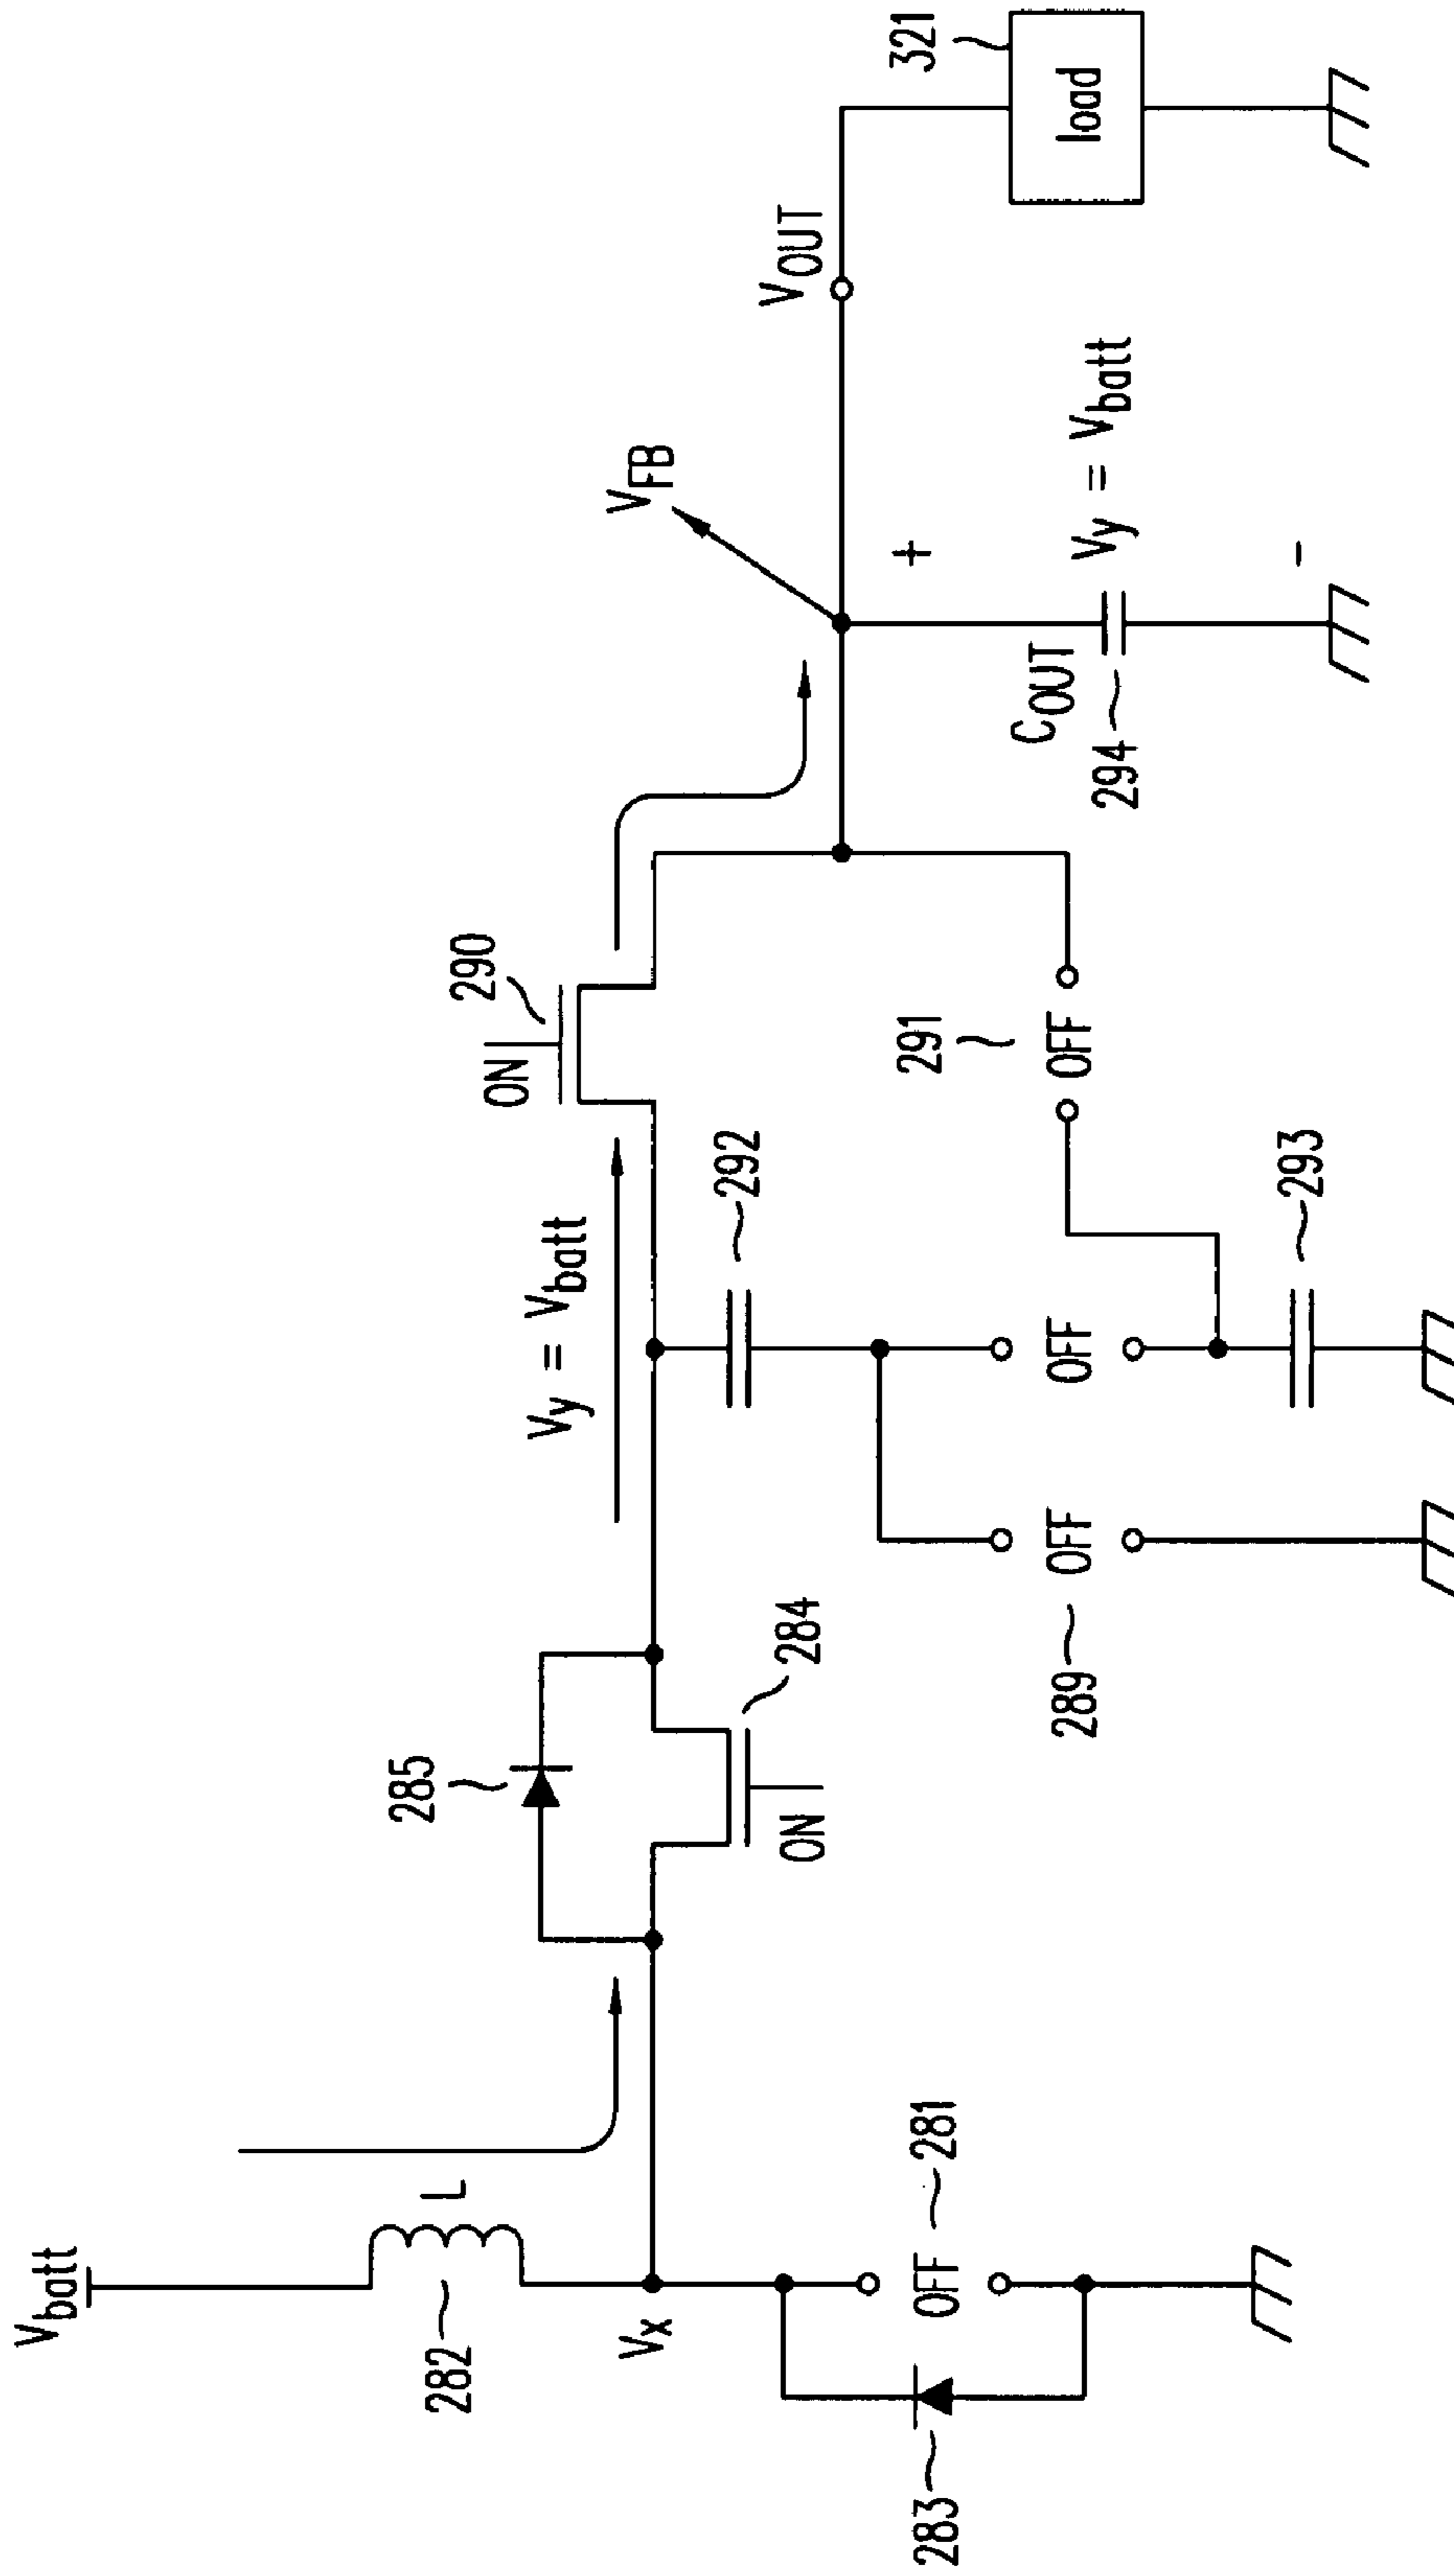 Vbatt
282
L
Vx
283
OFF
281
285
284
ON
Vy = Vbatt
289
OFF
292
OFF
293
290
ON
291
OFF
VFB
COUT
294
+
Vy = Vbatt
-
VOUT
321
load